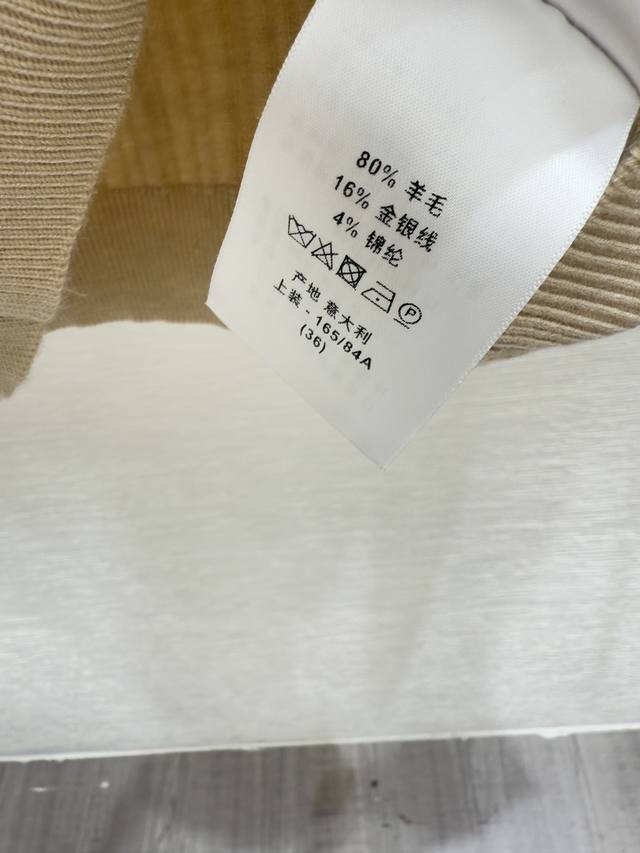 80% 羊毛
16% 金银线
4% 锦纶
P
产地 意大利
上装 - 165/84A
(36)